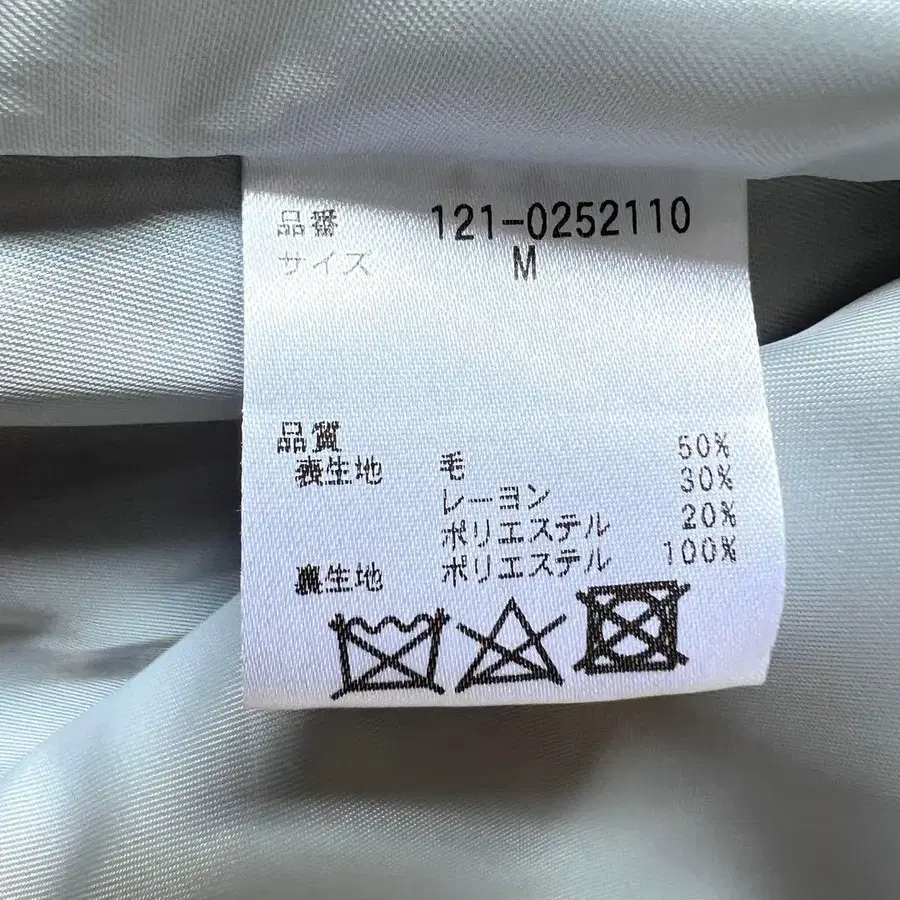 品番 121-0252110
サイズ M
品質
表生地 毛 50%
レーヨン 30%
ポリエステル 20%
裏生地 ポリエステル 100%